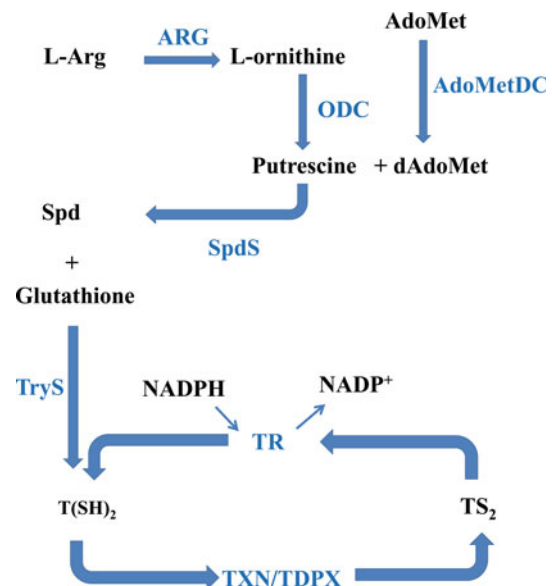 AdoMet
ARG
L-Arg L-ornithine
AdoMetDC
ODC
Putrescine + dAdoMet
Spd
SpdS
+
Glutathione
TryS
NADPH NADP⁺
TR
T(SH)₂ TS₂
TXN/TDPX